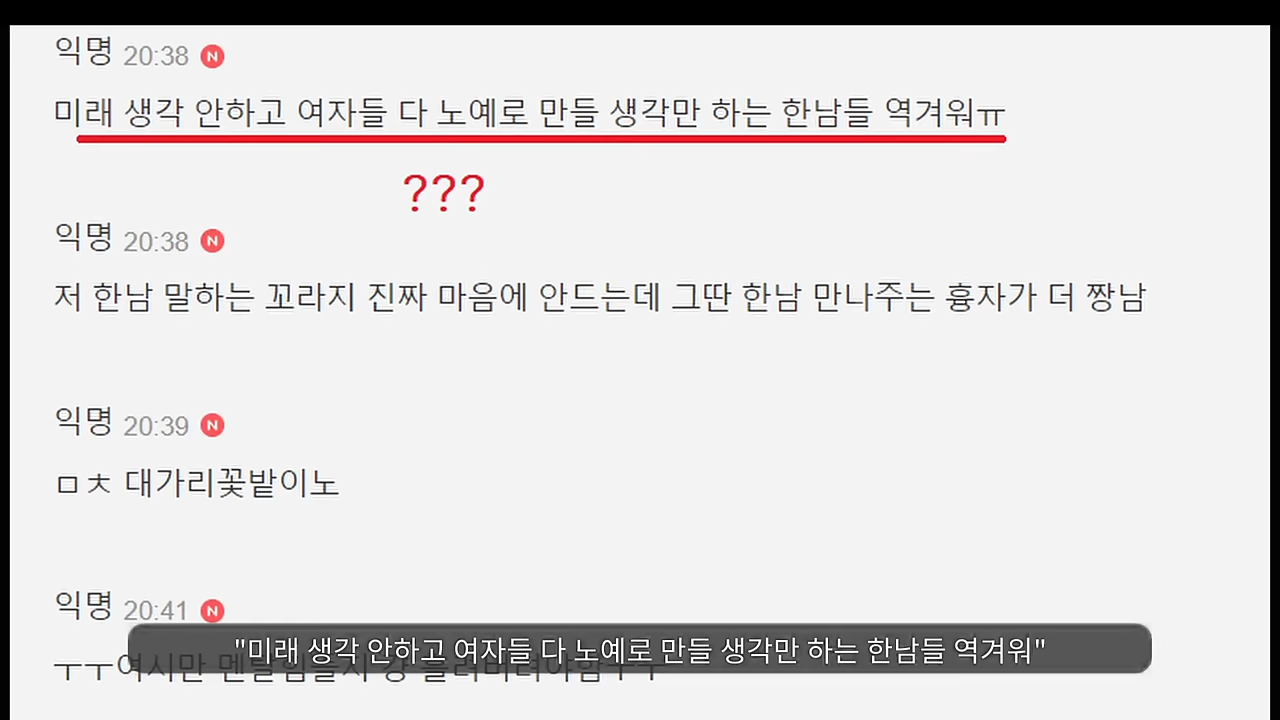 익명 20:38 N
미래 생각 안하고 여자들 다 노예로 만들 생각만 하는 한남들 역겨워ㅠ
???
익명 20:38 N
저 한남 말하는 꼬라지 진짜 마음에 안드는데 그딴 한남 만나주는 흉자가 더 짱남
익명 20:39 N
ㅁㅊ 대가리꽃밭이노
익명 20:41 N
"미래 생각 안하고 여자들 다 노예로 만들 생각만 하는 한남들 역겨워"
ㅜㅜ여시만